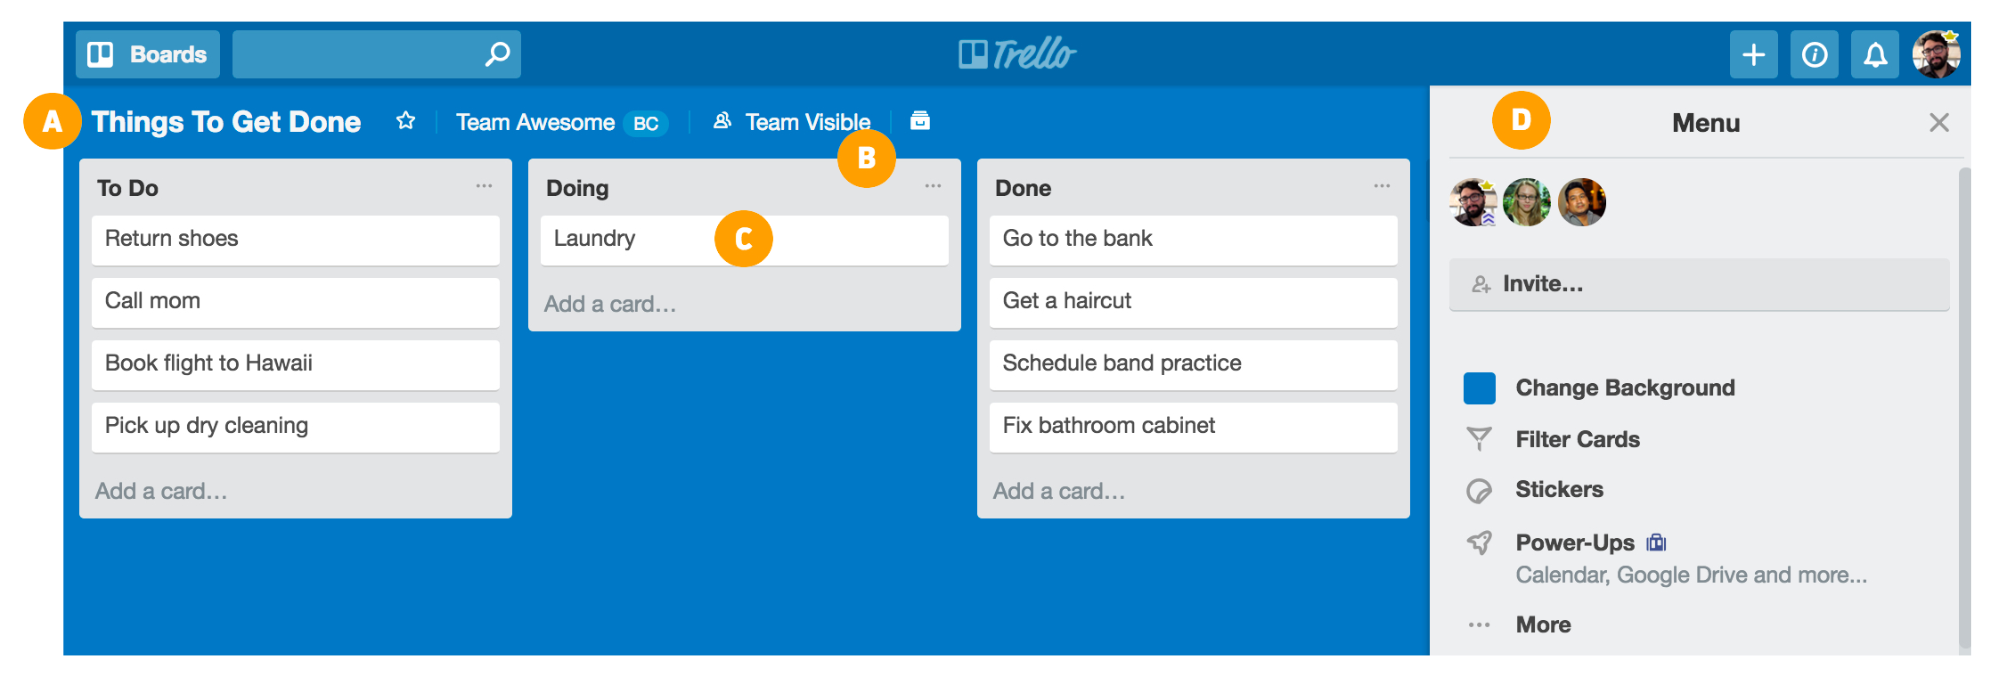 Boards
Trello
A Things To Get Done Team Awesome BC Team Visible
B
To Do
Return shoes
Call mom
Book flight to Hawaii
Pick up dry cleaning
Add a card...
Doing
Laundry C
Add a card...
Done
Go to the bank
Get a haircut
Schedule band practice
Fix bathroom cabinet
Add a card...
D Menu
Invite...
Change Background
Filter Cards
Stickers
Power-Ups
Calendar, Google Drive and more...
More